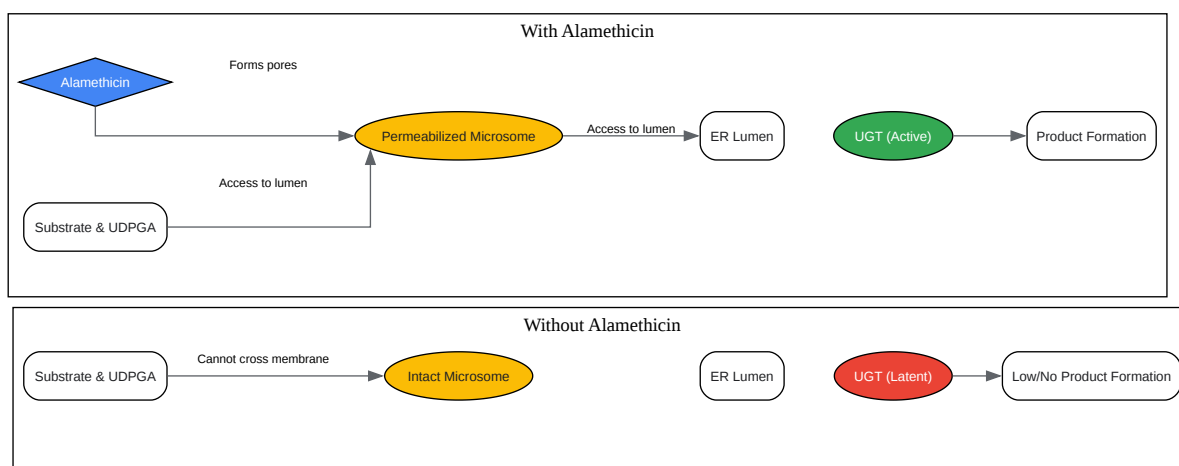 With Alamethicin
Forms pores
Alamethicin
Access to lumen
Permeabilized Microsome
ER Lumen
UGT (Active)
Product Formation
Access to lumen
Substrate & UDPGA
Without Alamethicin
Cannot cross membrane
Substrate & UDPGA
Intact Microsome
ER Lumen
UGT (Latent)
Low/No Product Formation